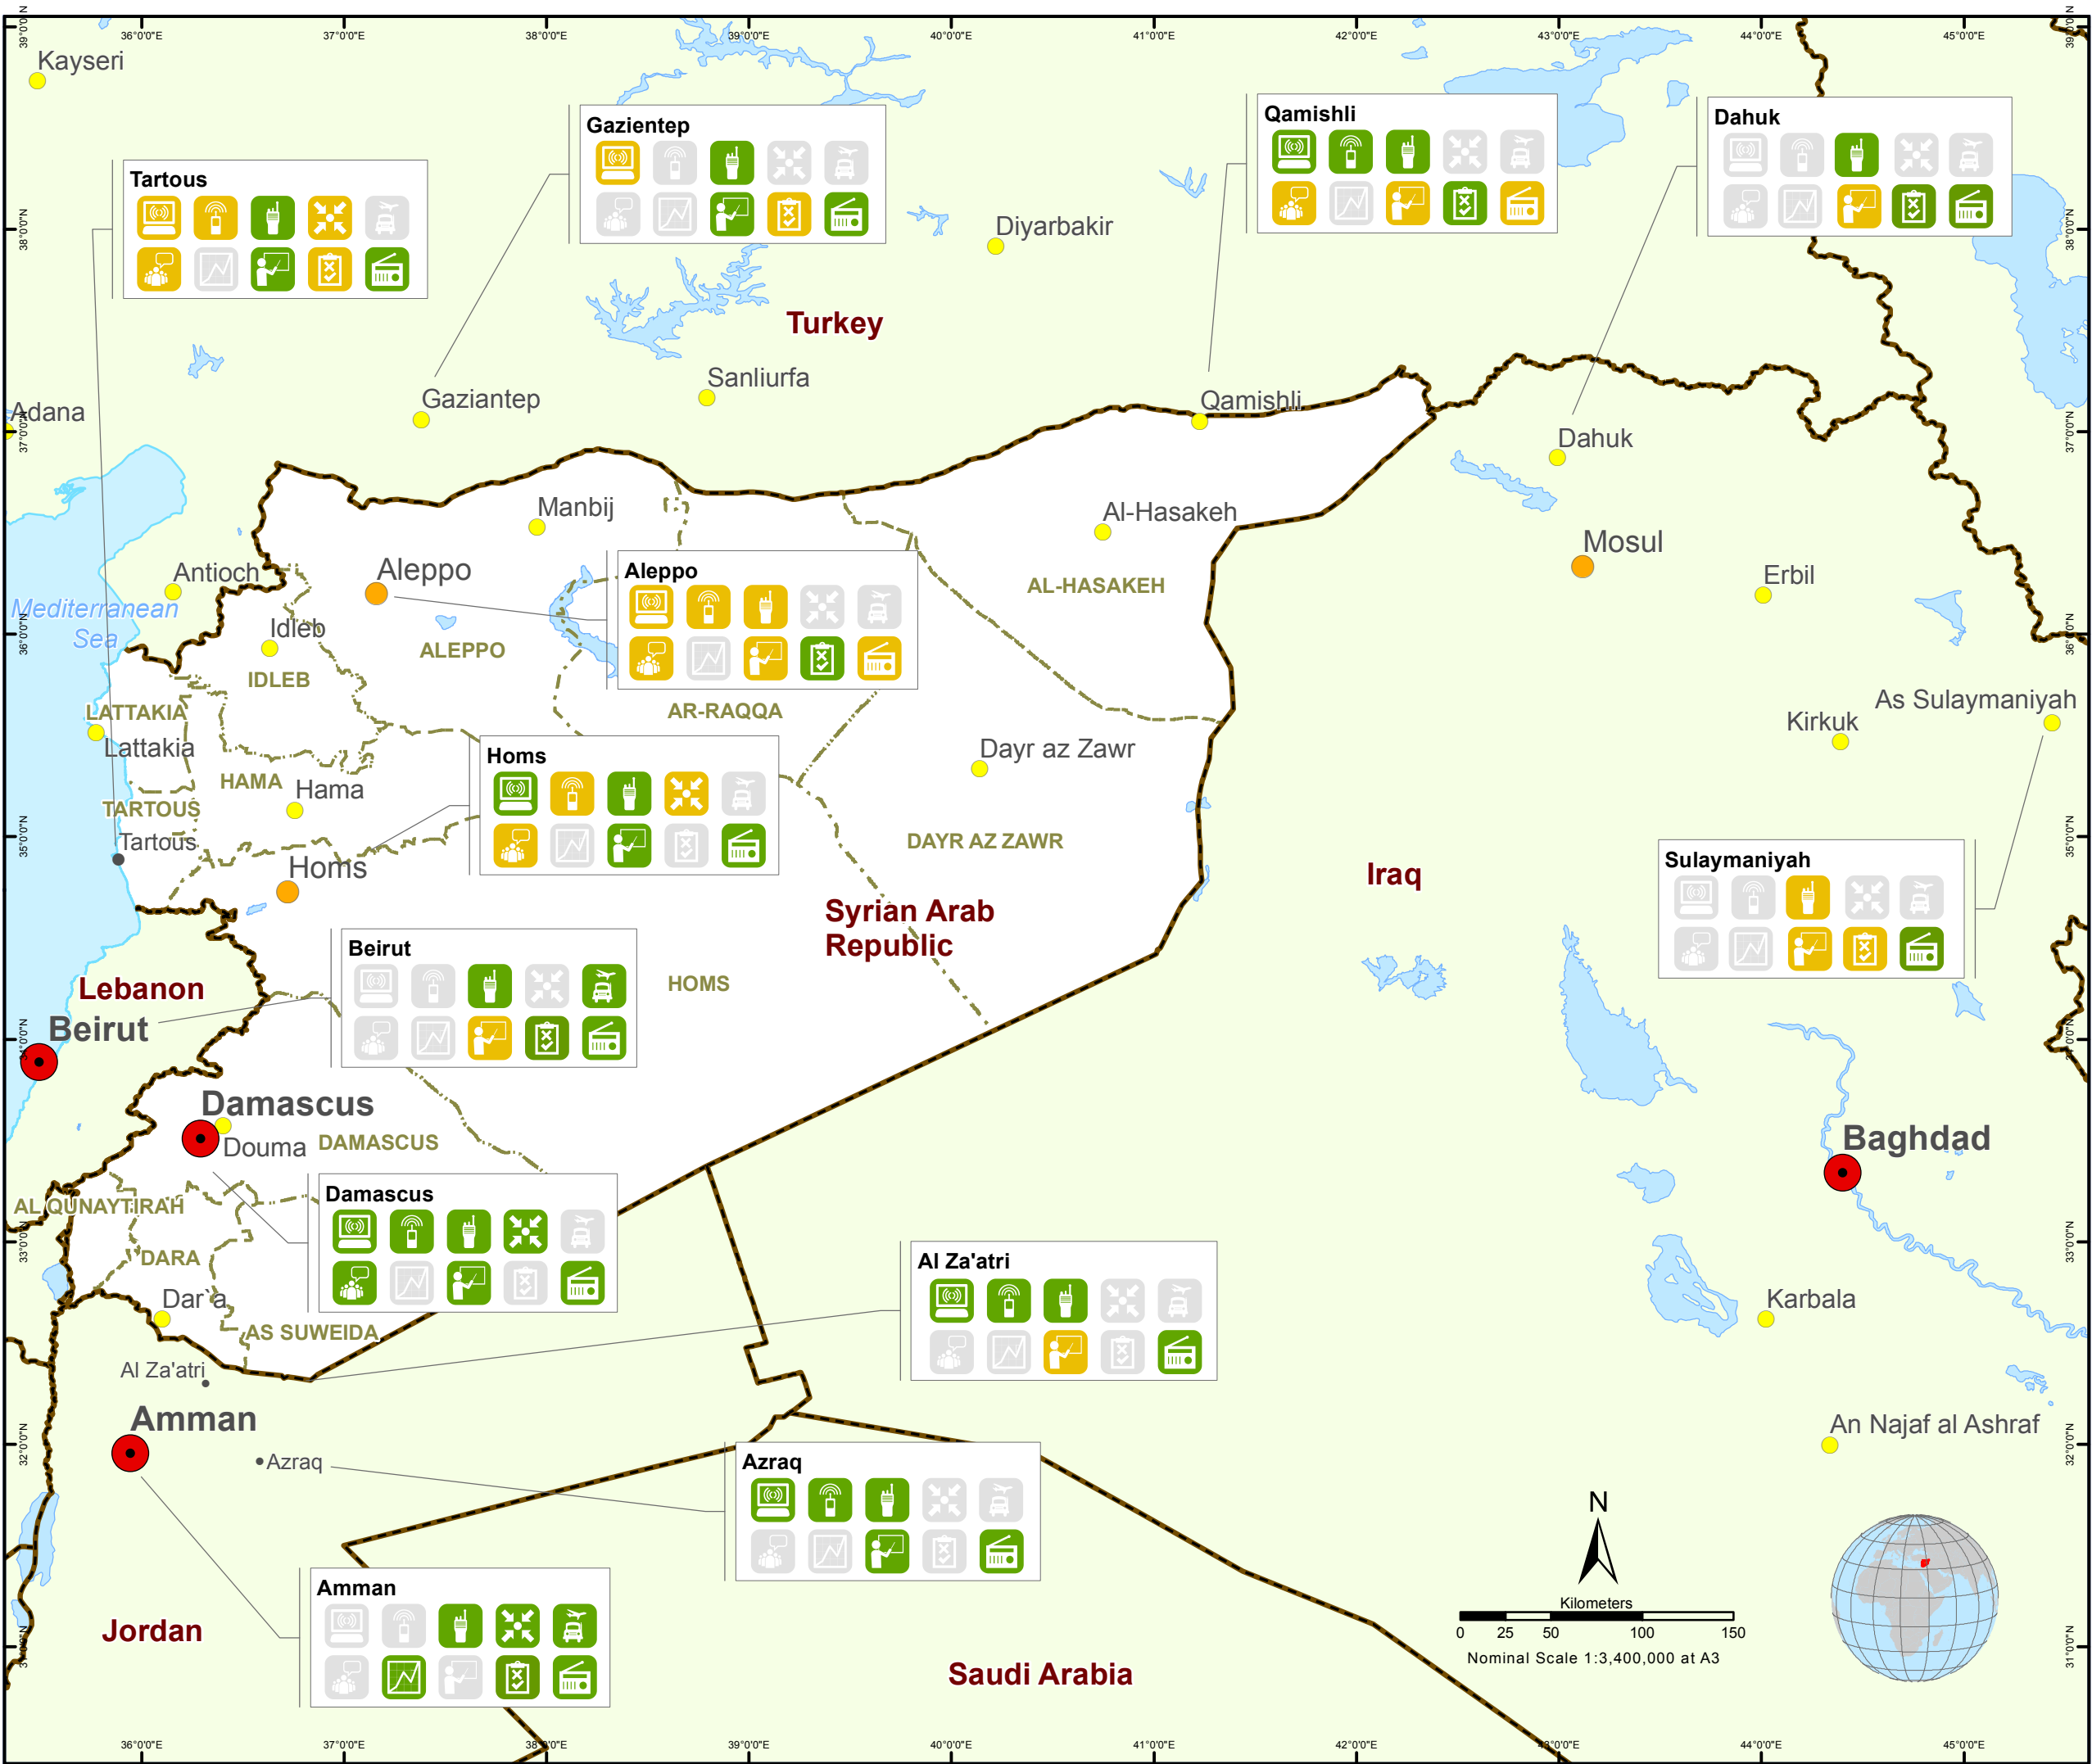 36°0'0"E
37°0'0"E
38°0'0"E
39°0'0"E
40°0'0"E
41°0'0"E
42°0'0"E
43°0'0"E
44°0'0"E
45°0'0"E
39°0'0"N
39°0'0"N
Kayseri
Gazientep
Qamishli
Dahuk
Tartous
38°0'0"N
38°0'0"N
Diyarbakir
Turkey
Sanliurfa
Gaziantep
Qamishli
Adana
37°0'0"N
37°0'0"N
Dahuk
Manbij
Al-Hasakeh
Mosul
Antioch
Aleppo
Aleppo
Erbil
AL-HASAKEH
Mediterranean
Sea
Idleb
36°0'0"N
36°0'0"N
ALEPPO
IDLEB
As Sulaymaniyah
LATTAKIA
AR-RAQQA
Kirkuk
Lattakia
Dayr az Zawr
Homs
HAMA
Hama
TARTOUS
Tartous
35°0'0"N
35°0'0"N
DAYR AZ ZAWR
Homs
Sulaymaniyah
Iraq
Syrian Arab
Republic
Beirut
Lebanon
HOMS
Beirut
34°0'0"N
34°0'0"N
Damascus
Douma
DAMASCUS
Baghdad
Damascus
AL QUNAYTIRAH
33°0'0"N
33°0'0"N
DARA
Al Za'atri
Dar`a
Karbala
AS SUWEIDA
Al Za'atri
Amman
An Najaf al Ashraf
32°0'0"N
32°0'0"N
Azraq
Azraq
N
Amman
Kilometers
0 25 50 100 150
Nominal Scale 1:3,400,000 at A3
Jordan
31°0'0"N
31°0'0"N
Saudi Arabia
36°0'0"E
37°0'0"E
38°0'0"E
39°0'0"E
40°0'0"E
41°0'0"E
42°0'0"E
43°0'0"E
44°0'0"E
45°0'0"E